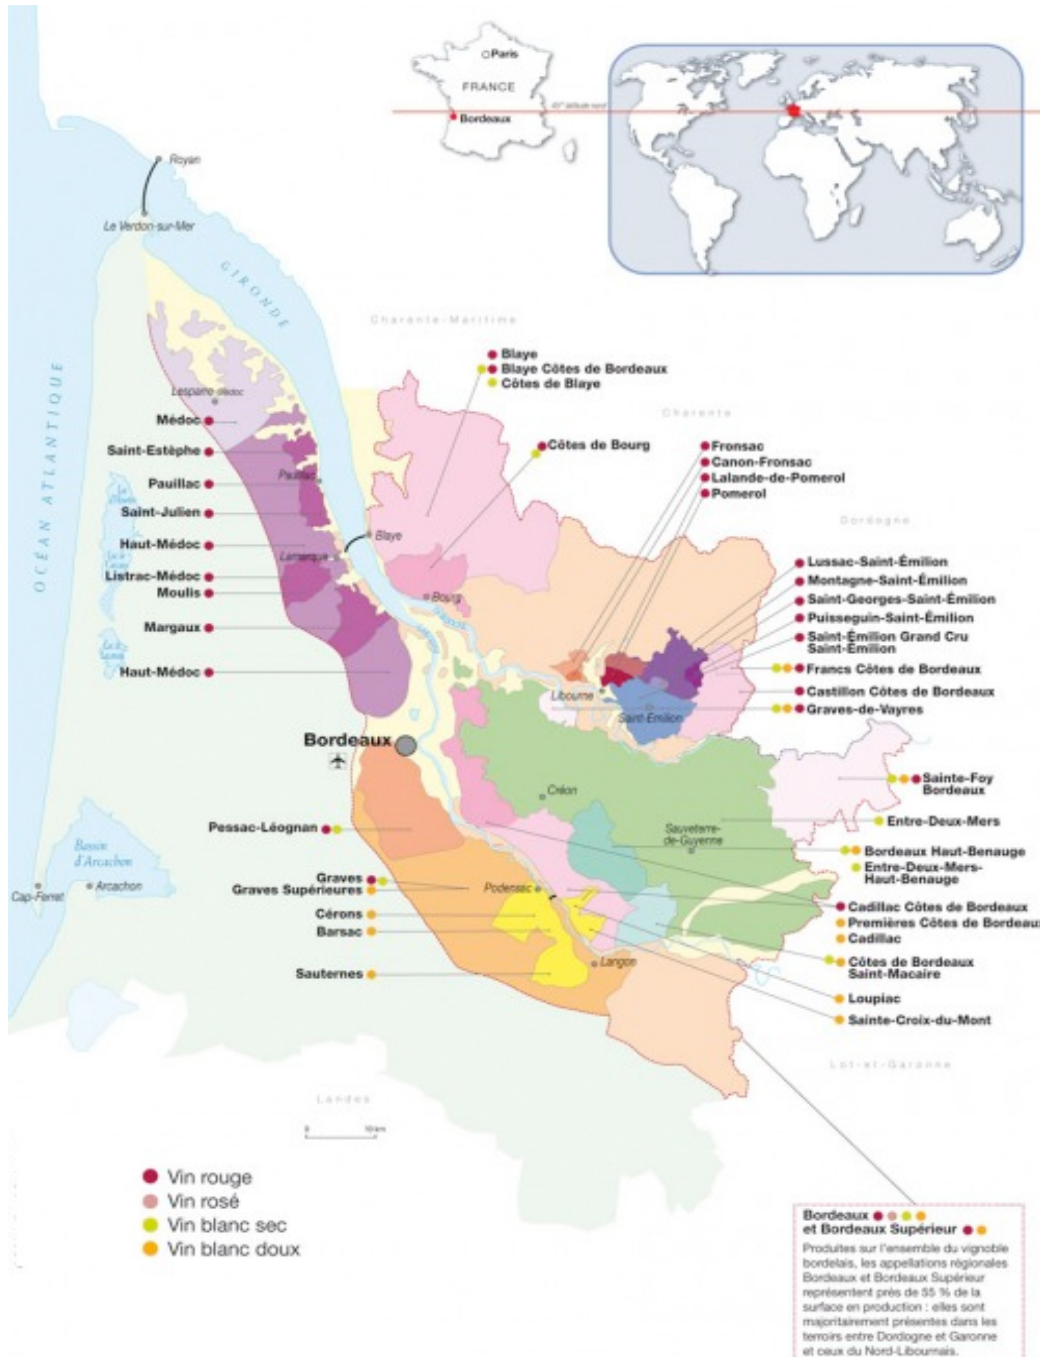 Paris
FRANCE
Bordeaux
45ème latitude nord
Royan
Le Verdon-sur-Mer
GIRONDE
OCÉAN ATLANTIQUE
Charente-Maritime
Charente
Dordogne
Lesparre-Médoc
Médoc
Saint-Estèphe
Pauillac
Pauillac
Saint-Julien
Haut-Médoc
Lamarque
Listrac-Médoc
Moulis
Margaux
Haut-Médoc
Blaye
Blaye Côtes de Bordeaux
Côtes de Blaye
Côtes de Bourg
Blaye
Bourg
Fronsac
Canon-Fronsac
Lalande-de-Pomerol
Pomerol
Lussac-Saint-Émilion
Montagne-Saint-Émilion
Saint-Georges-Saint-Émilion
Puisseguin-Saint-Émilion
Saint-Émilion Grand Cru
Saint-Émilion
Francs Côtes de Bordeaux
Castillon Côtes de Bordeaux
Graves-de-Vayres
Libourne
Saint-Émilion
Bordeaux
Créon
Sauveterre-
de-Guyenne
Sainte-Foy
Bordeaux
Entre-Deux-Mers
Bordeaux Haut-Benauge
Entre-Deux-Mers-
Haut-Benauge
Cadillac Côtes de Bordeaux
Premières Côtes de Bordeaux
Cadillac
Côtes de Bordeaux
Saint-Macaire
Loupiac
Sainte-Croix-du-Mont
Pessac-Léognan
Graves
Graves Supérieures
Cérons
Barsac
Sauternes
Podensac
Langon
Bassin
d'Arcachon
Cap-Ferret
Arcachon
Lot-et-Garonne
Landes
0 10 km
Vin rouge
Vin rosé
Vin blanc sec
Vin blanc doux
Bordeaux
et Bordeaux Supérieur
Produites sur l'ensemble du vignoble
bordelais, les appellations régionales
Bordeaux et Bordeaux Supérieur
représentent près de 55 % de la
surface en production : elles sont
majoritairement présentes dans les
terroirs entre Dordogne et Garonne
et ceux du Nord-Libournais.